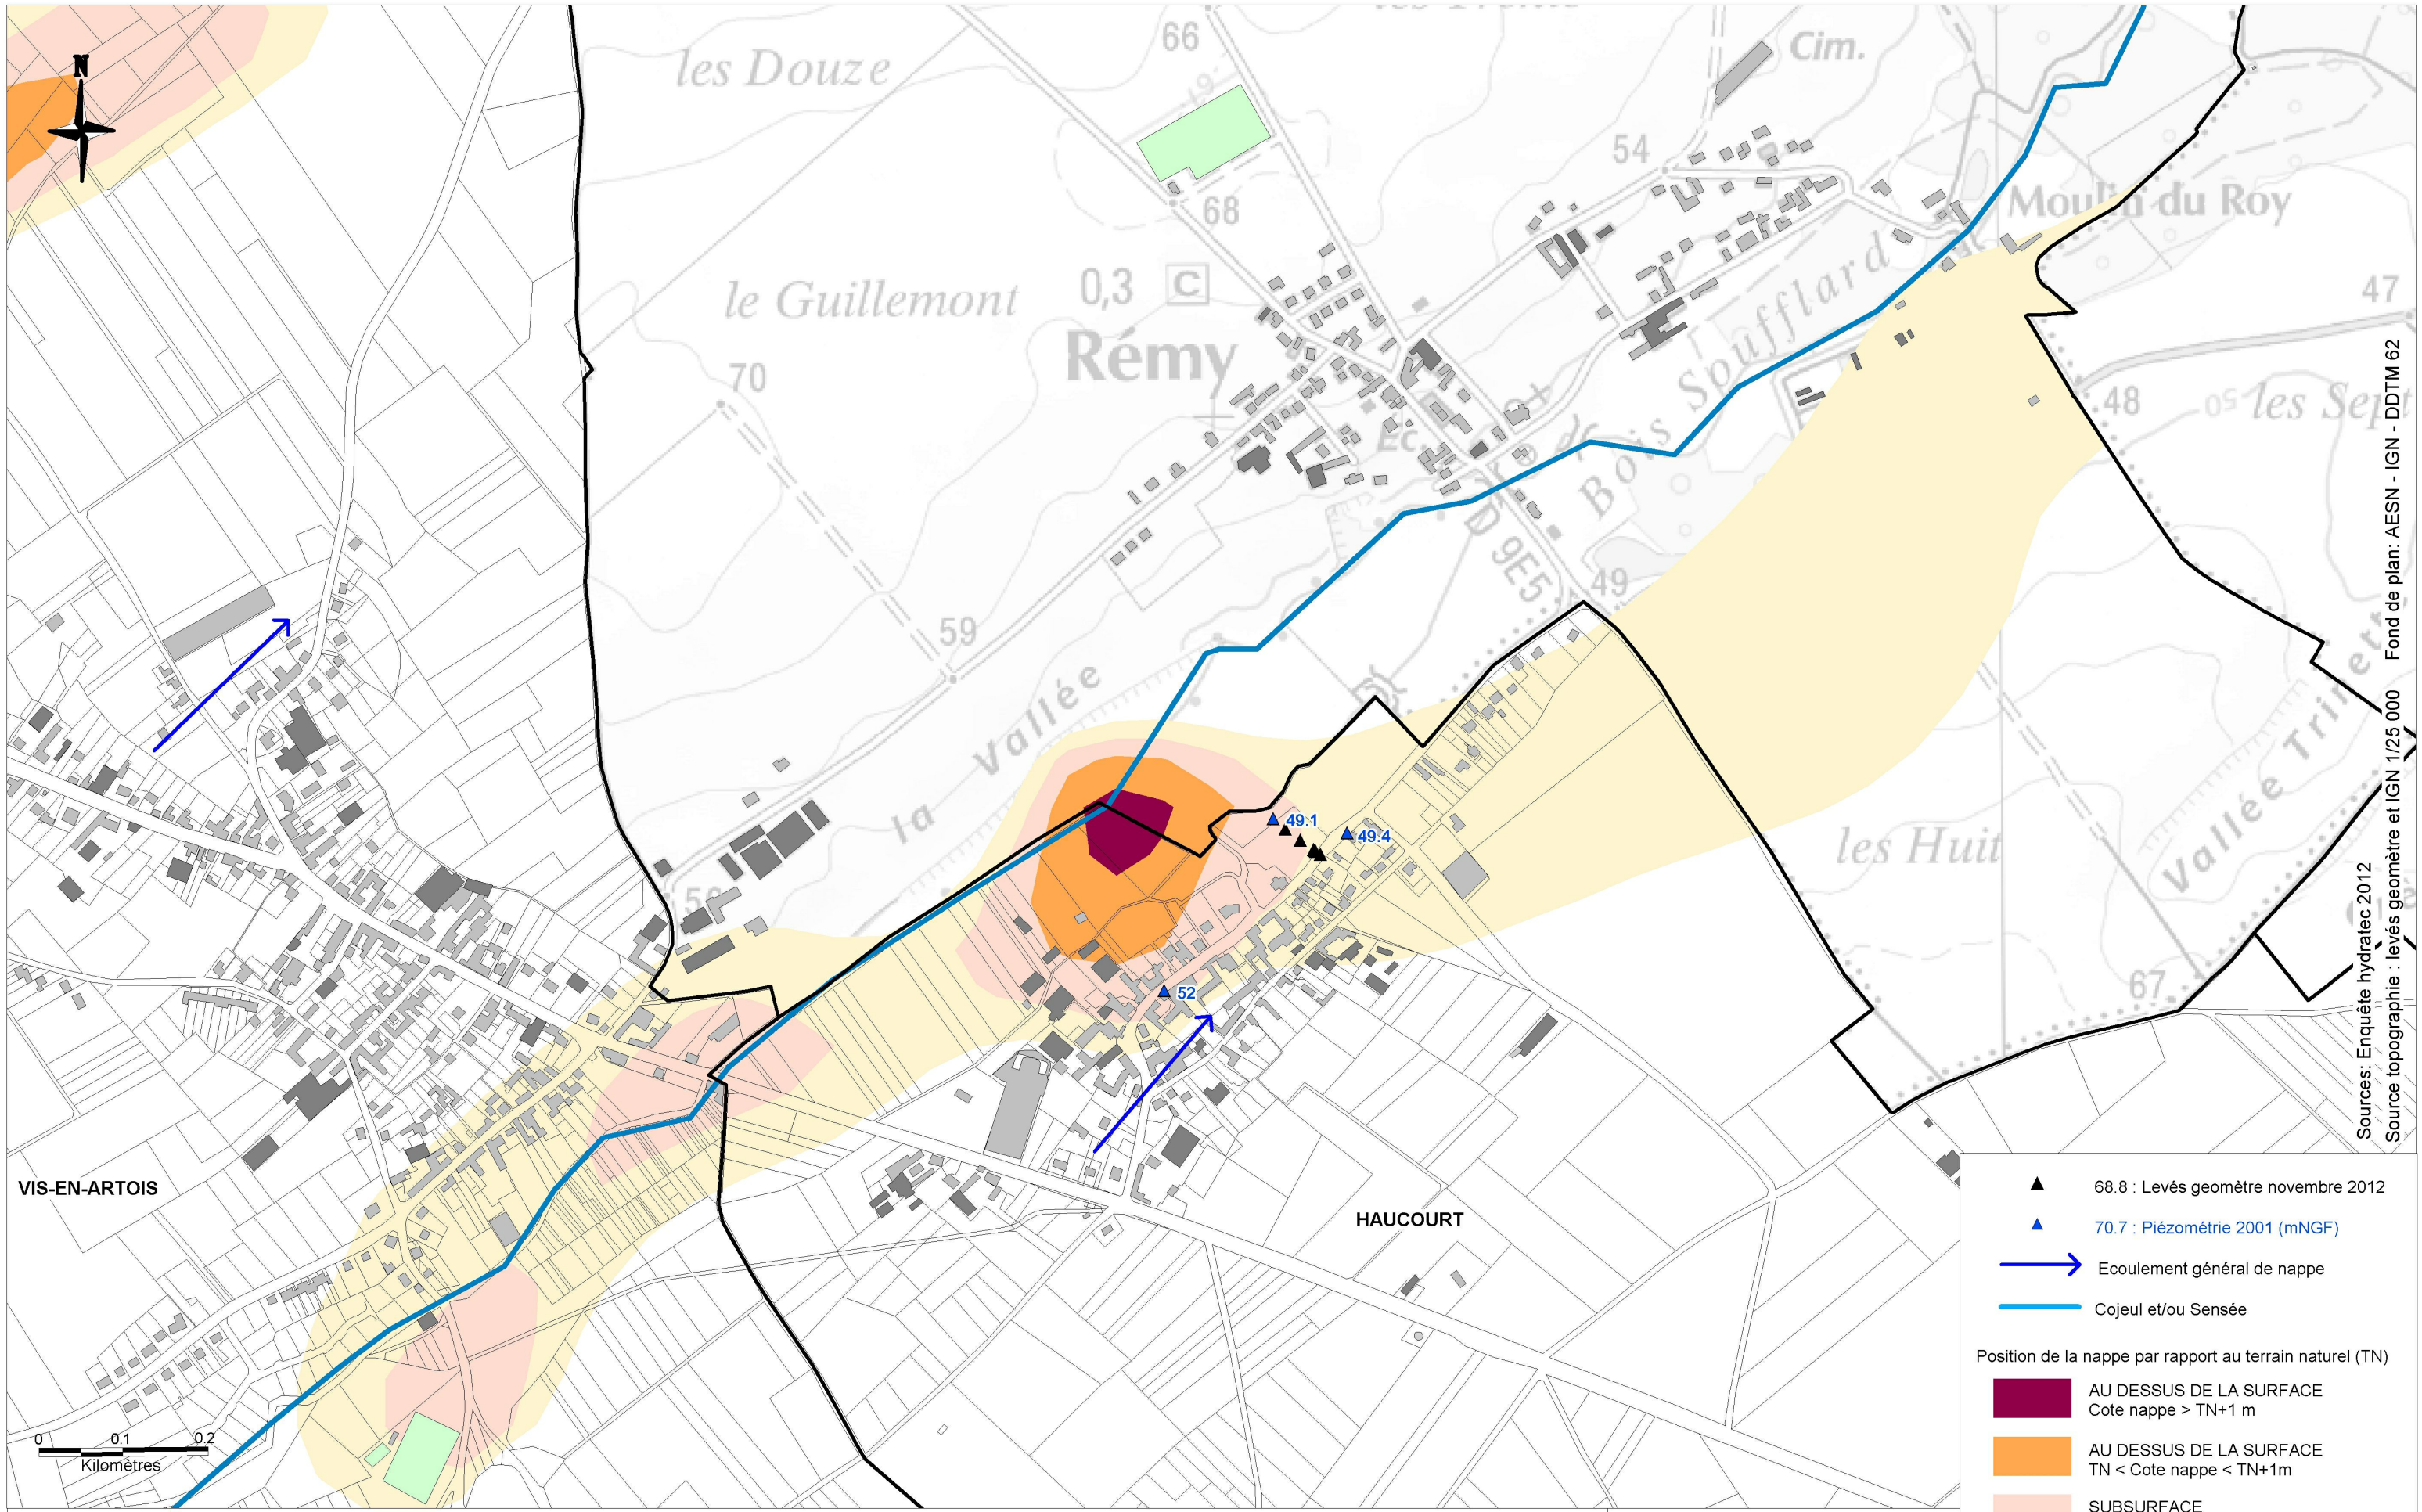 N
les Douze
66
67
Cim.
54
68
Moulin du Roy
le Guillemont
0,3
C
47
Rémy
70
Bois Soufflard
48
50
les Sept
Ec.
D 9E5
49
59
la Vallée
Vallée Trinet
49.1
49.4
les Huit
56
67
52
VIS-EN-ARTOIS
HAUCOURT
0 0.1 0.2
Kilomètres
Sources: Enquête hydratec 2012
Source topographie : levés geomètre et IGN 1/25 000 Fond de plan: AESN - IGN - DDTM 62
68.8 : Levés geomètre novembre 2012
70.7 : Piézométrie 2001 (mNGF)
Ecoulement général de nappe
Cojeul et/ou Sensée
Position de la nappe par rapport au terrain naturel (TN)
AU DESSUS DE LA SURFACE
Cote nappe > TN+1 m
AU DESSUS DE LA SURFACE
TN < Cote nappe < TN+1m
SUBSURFACE